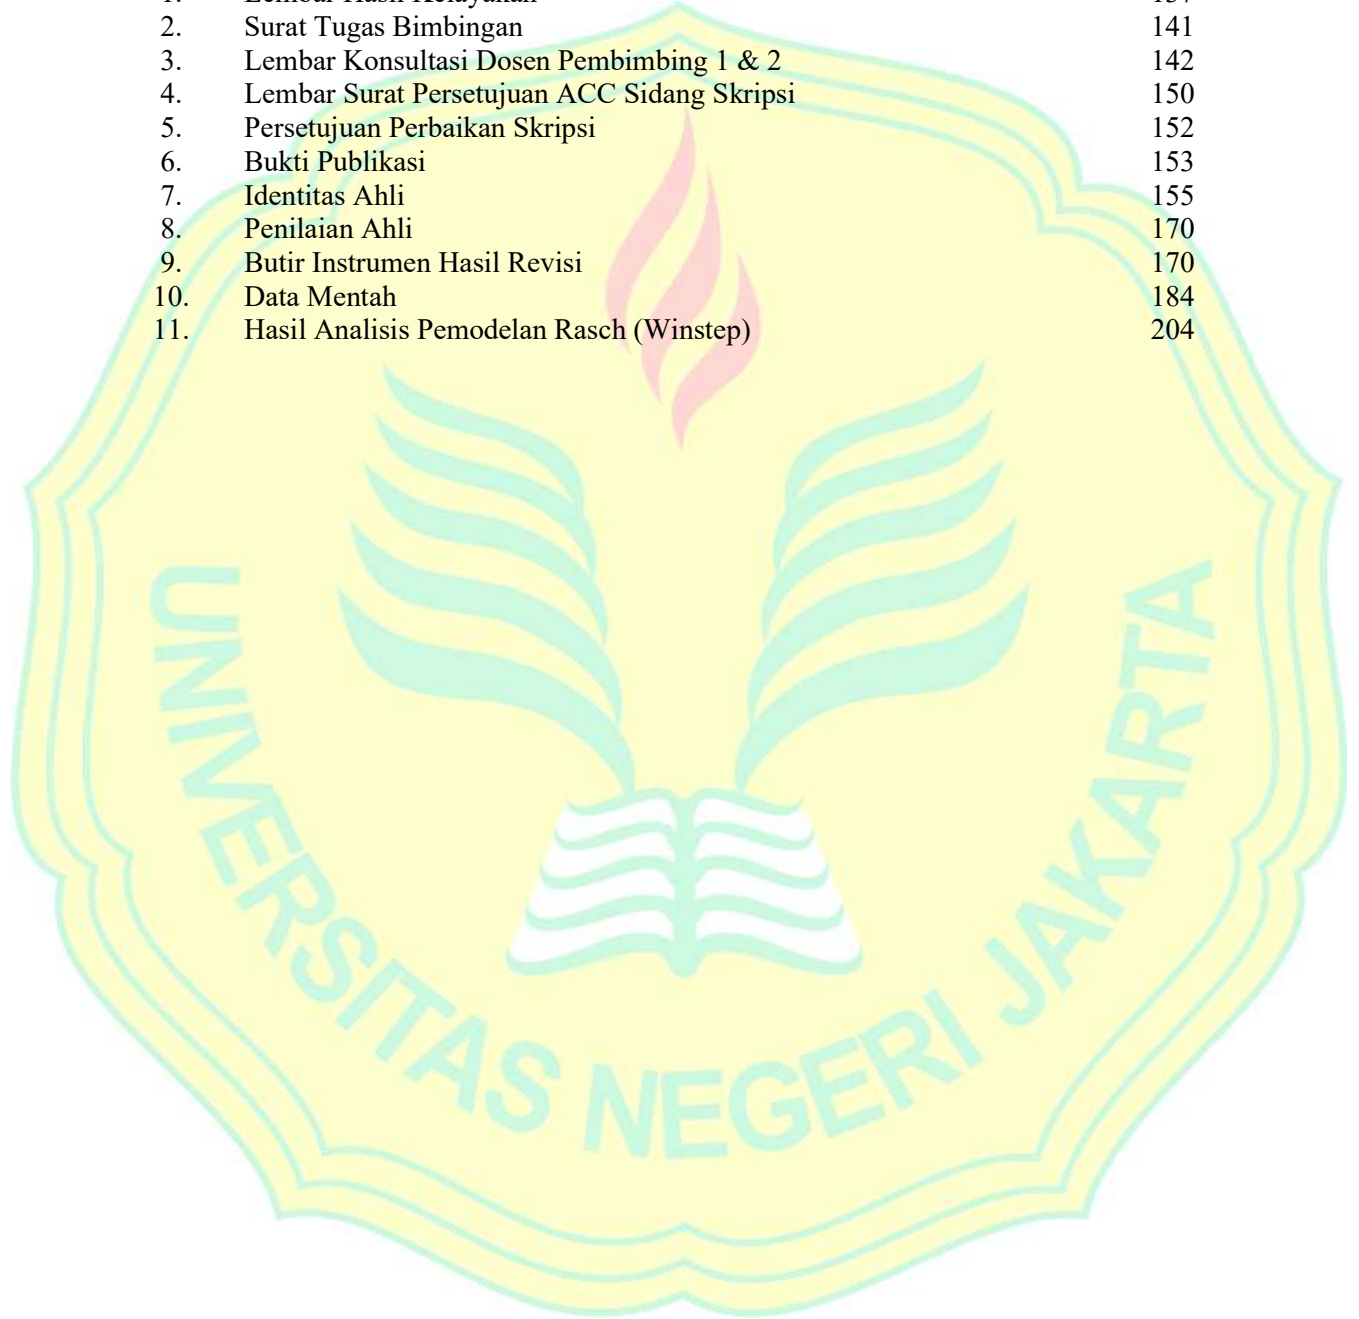 2. Surat Tugas Bimbingan 141
3. Lembar Konsultasi Dosen Pembimbing 1 & 2 142
4. Lembar Surat Persetujuan ACC Sidang Skripsi 150
5. Persetujuan Perbaikan Skripsi 152
6. Bukti Publikasi 153
7. Identitas Ahli 155
8. Penilaian Ahli 170
9. Butir Instrumen Hasil Revisi 170
10. Data Mentah 184
11. Hasil Analisis Pemodelan Rasch (Winstep) 204
UNIVERSITAS NEGERI JAKARTA